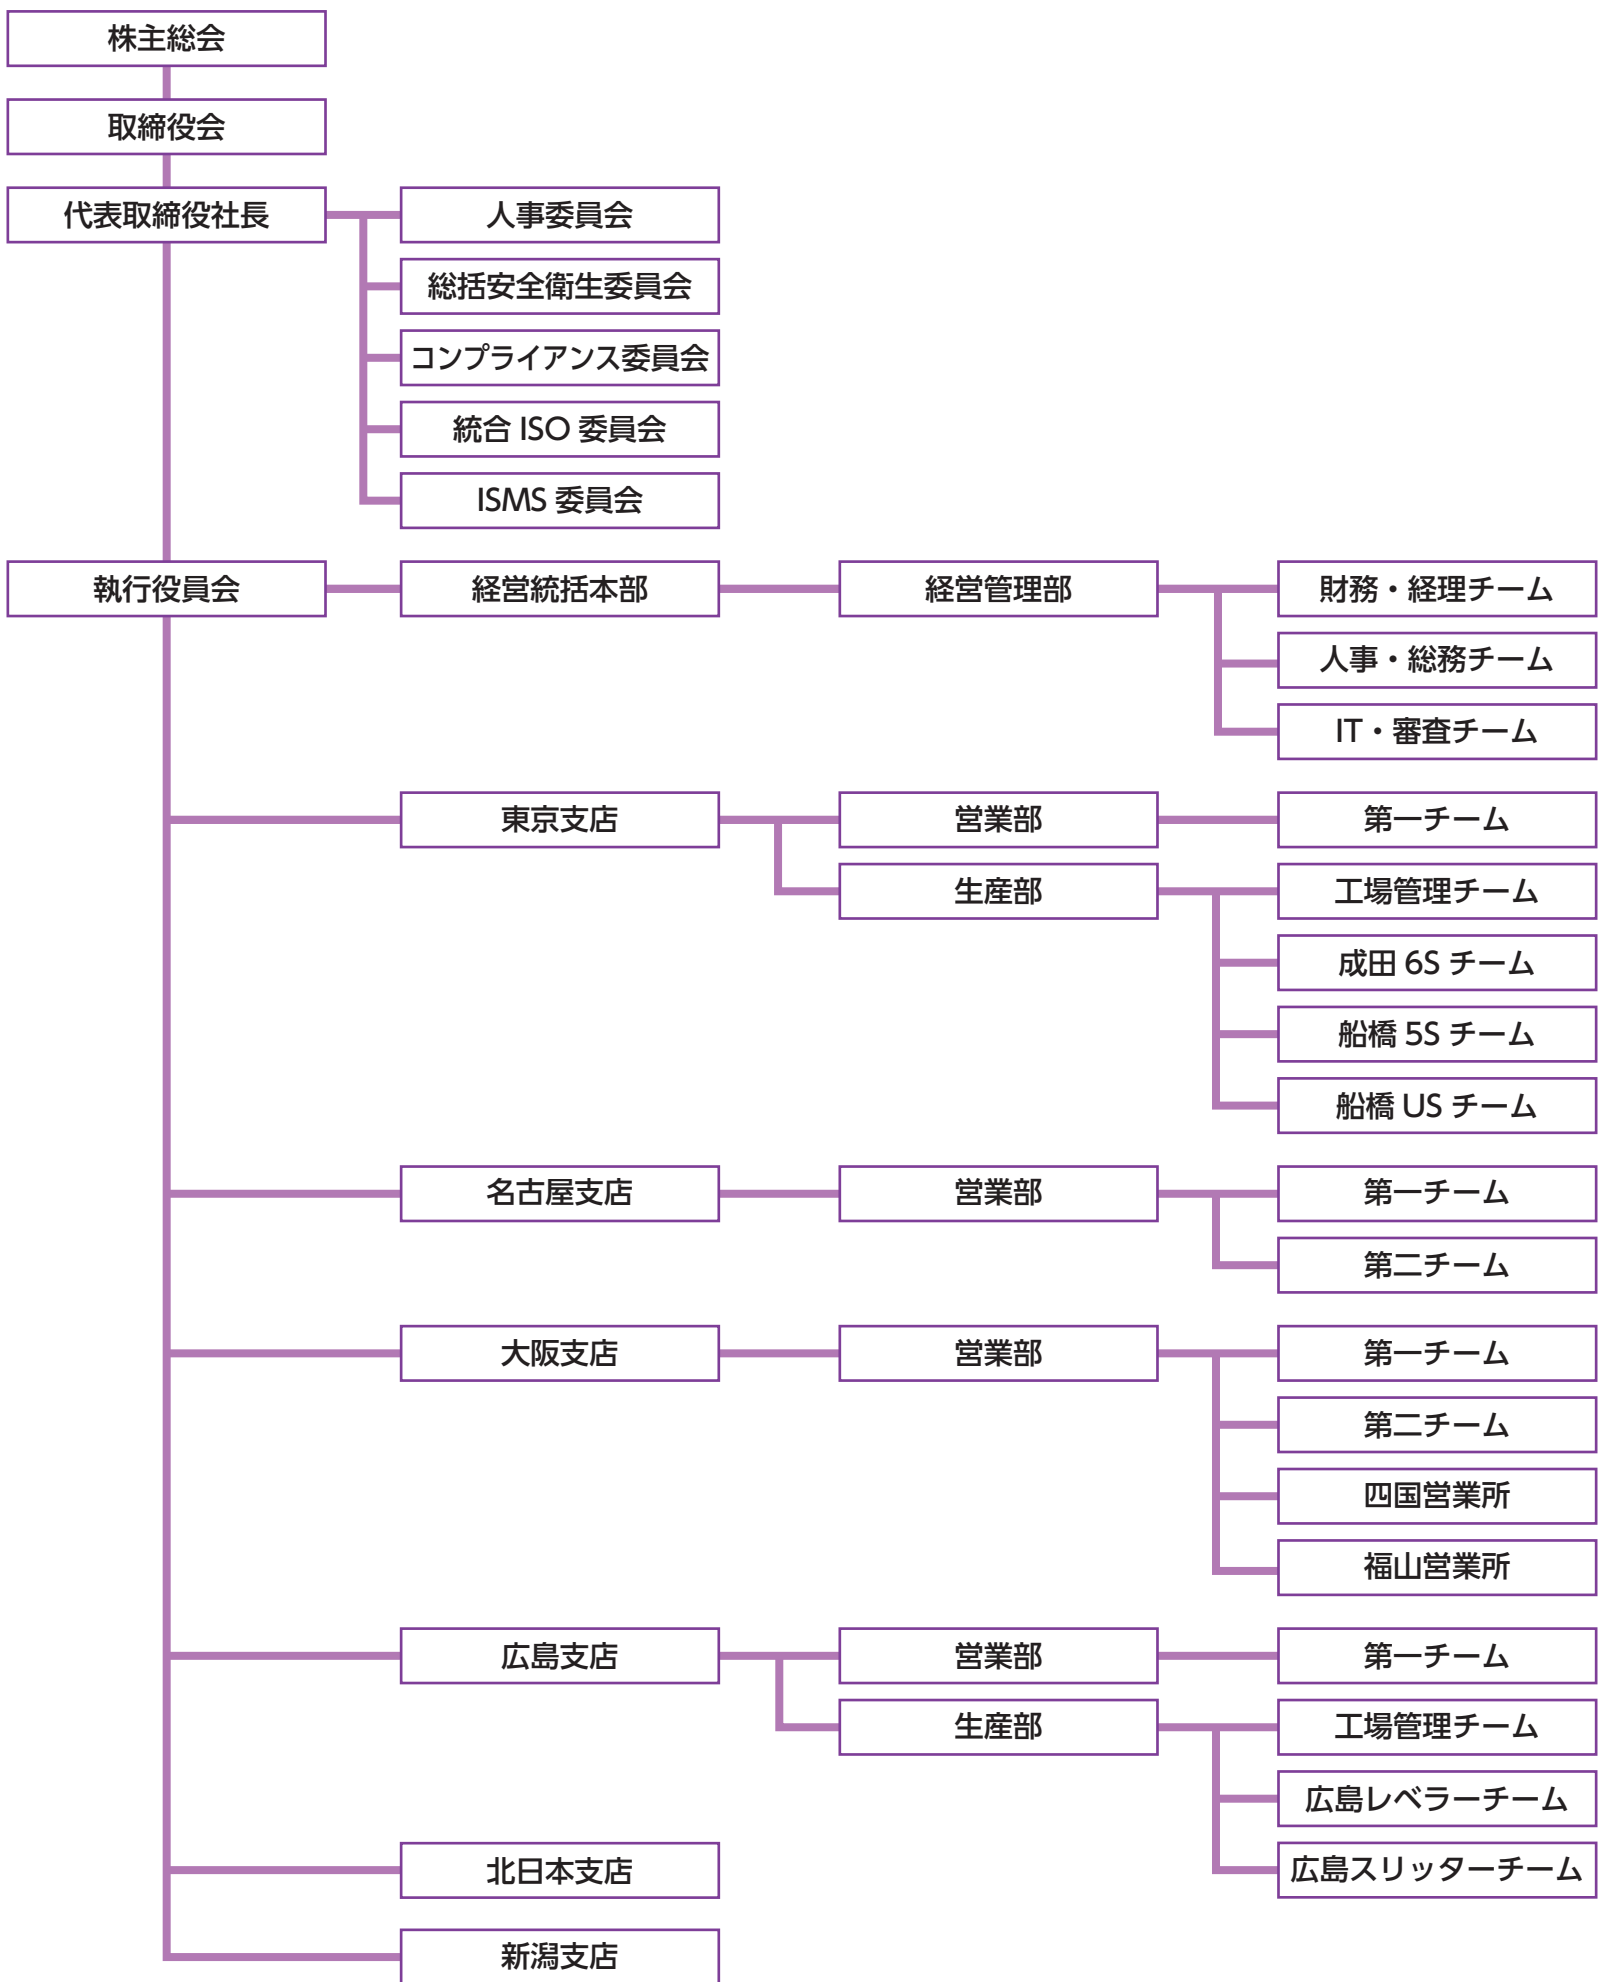 株主総会
取締役会
代表取締役社長
人事委員会
総括安全衛生委員会
コンプライアンス委員会
統合 ISO 委員会
ISMS 委員会
執行役員会
経営統括本部
経営管理部
財務・経理チーム
人事・総務チーム
IT・審査チーム
東京支店
営業部
第一チーム
生産部
工場管理チーム
成田 6S チーム
船橋 5S チーム
船橋 US チーム
名古屋支店
営業部
第一チーム
第二チーム
大阪支店
営業部
第一チーム
第二チーム
四国営業所
福山営業所
広島支店
営業部
第一チーム
生産部
工場管理チーム
広島レベラーチーム
広島スリッターチーム
北日本支店
新潟支店